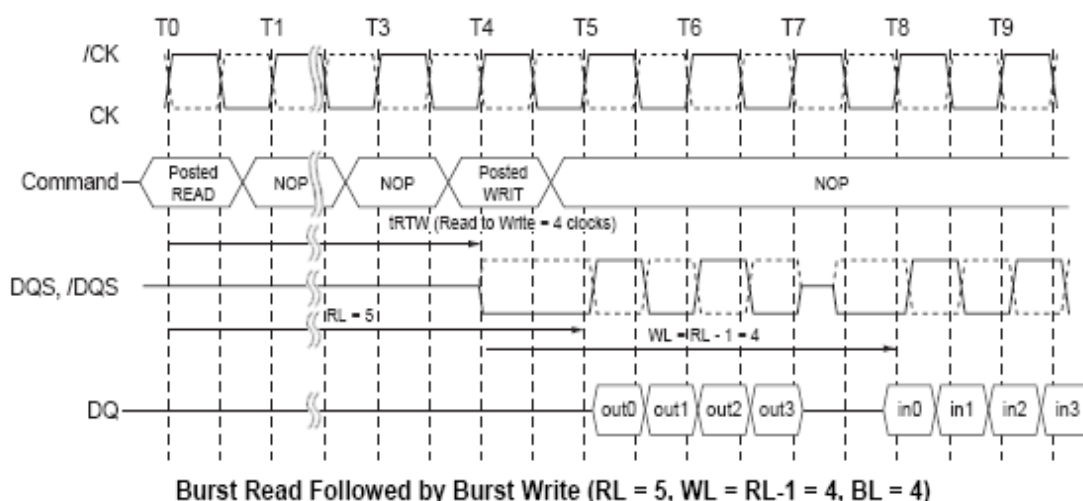 T0 T1 T3 T4 T5 T6 T7 T8 T9
/CK
CK
Command
Posted READ
NOP
NOP
Posted WRIT
NOP
tRTW (Read to Write = 4 clocks)
DQS, /DQS
RL = 5
WL = RL - 1 = 4
DQ
out0 out1 out2 out3 in0 in1 in2 in3
Burst Read Followed by Burst Write (RL = 5, WL = RL-1 = 4, BL = 4)